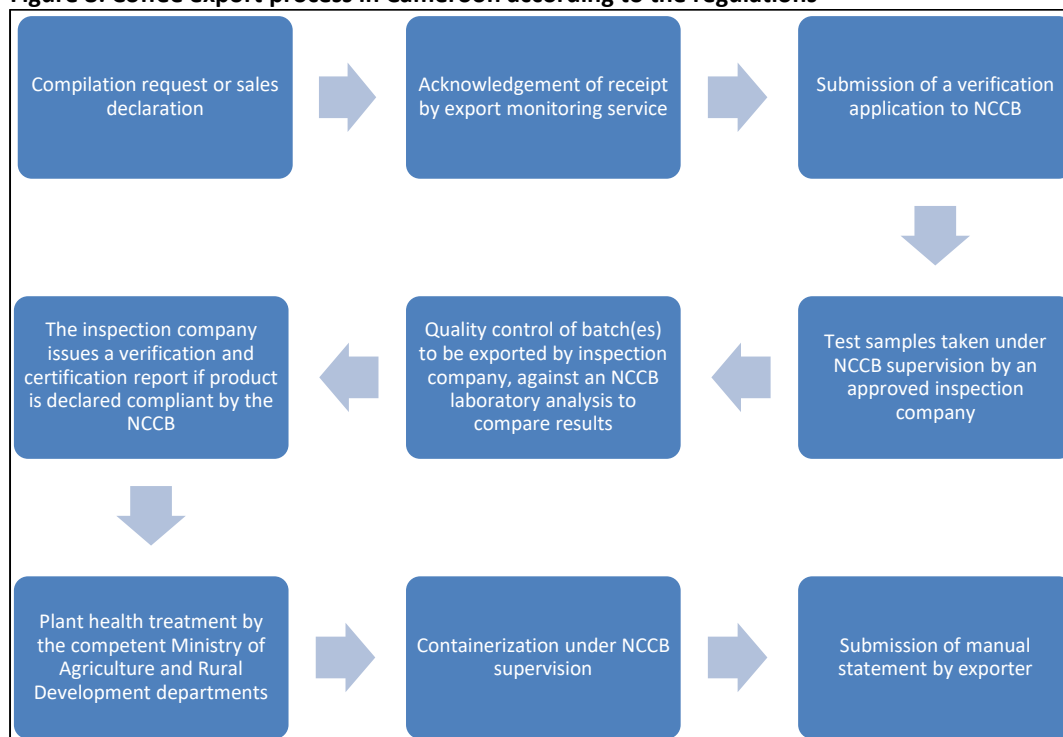 Figure Coffee export process in Cameroon according to the regulations
Compilation request or sales
declaration
Acknowledgement of receipt
by export monitoring service
Submission of a verification
application to NCCB
Test samples taken under
NCCB supervision by an
approved inspection
company
Quality control of batch(es)
to be exported by inspection
company, against an NCCB
laboratory analysis to
compare results
The inspection company
issues a verification and
certification report if product
is declared compliant by the
NCCB
Plant health treatment by
the competent Ministry of
Agriculture and Rural
Development departments
Containerization under NCCB
supervision
Submission of manual
statement by exporter